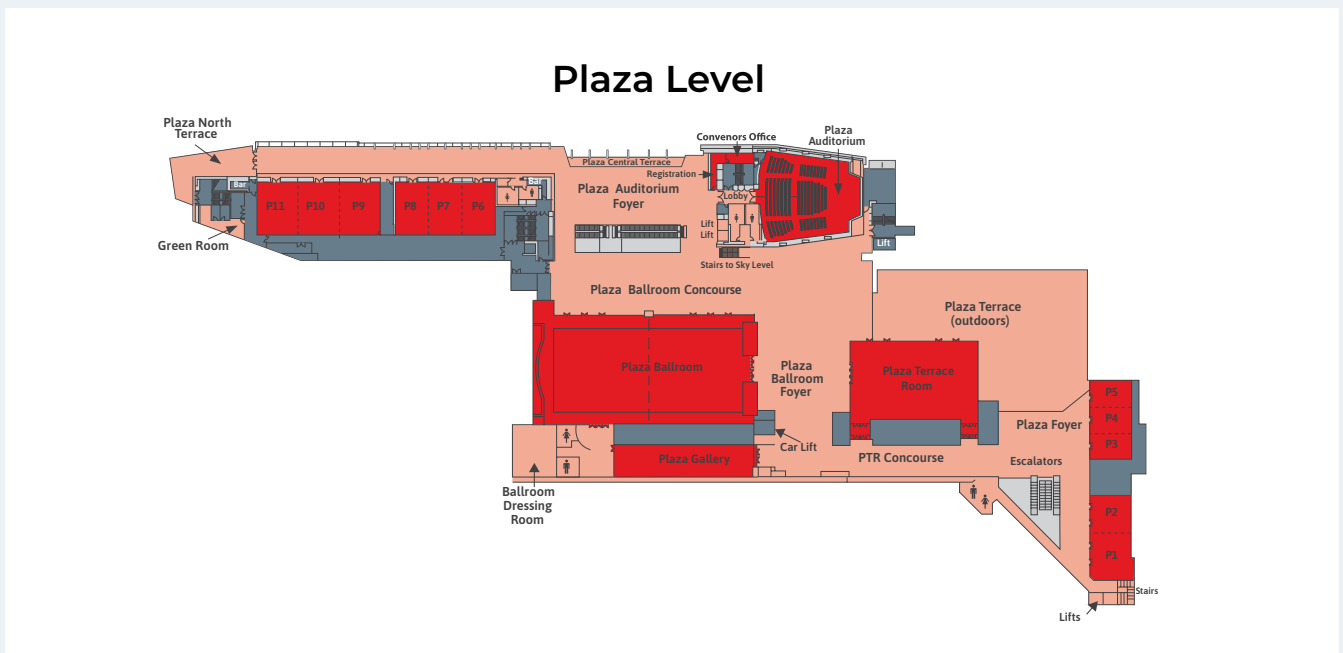 Plaza Level
Plaza North
Terrace
Convenors Office
Plaza
Auditorium
Plaza Central Terrace
Registration
Bar
Bar
Plaza Auditorium
Foyer
Lobby
P11
P10
P9
P8
P7
P6
Green Room
Lift
Lift
Lift
Stairs to Sky Level
Plaza Ballroom Concourse
Plaza Terrace
(outdoors)
Plaza Ballroom
Plaza
Ballroom
Foyer
Plaza Terrace
Room
P5
P4
P3
Plaza Foyer
Car Lift
Plaza Gallery
PTR Concourse
Escalators
Ballroom
Dressing
Room
P2
P1
Stairs
Lifts